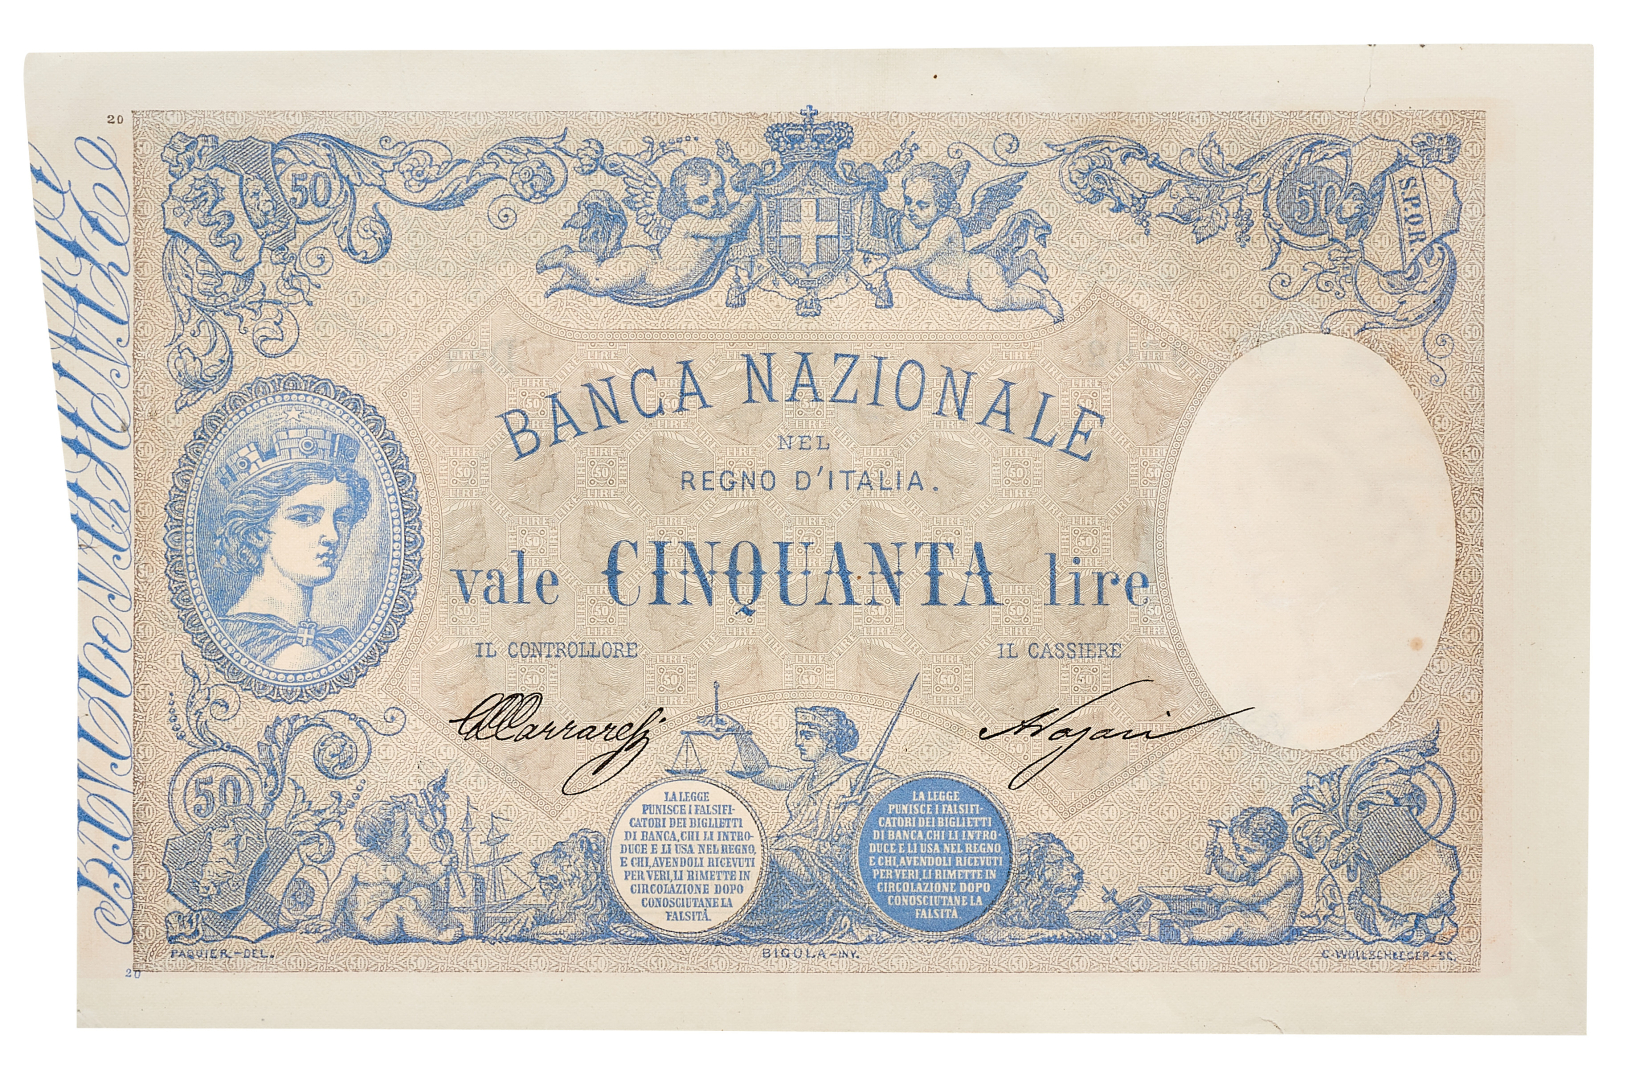 20
50
50
S.P.QR
BANCA NAZIONALE
NEL
REGNO D'ITALIA.
vale CINQUANTA lire
IL CONTROLLORE
IL CASSIERE
50
LA LEGGE
PUNISCE I FALSIFI-
CATORI DEI BIGLIETTI
DI BANCA, CHI LI INTRO-
DUCE E LI USA NEL REGNO,
E CHI, AVENDOLI RICEVUTI
PER VERI, LI RIMETTE IN
CIRCOLAZIONE DOPO
CONOSCIUTANE LA
FALSITÀ.
LA LEGGE
PUNISCE I FALSIFI-
CATORI DEI BIGLIETTI
DI BANCA, CHI LI INTRO-
DUCE E LI USA NEL REGNO
E CHI, AVENDOLI RICEVUTI
PER VERI, LI RIMETTE IN
CIRCOLAZIONE DOPO
CONOSCIUTANE LA
FALSITÀ
PAQUIER.-DEL.
BIGOLA-INV.
20